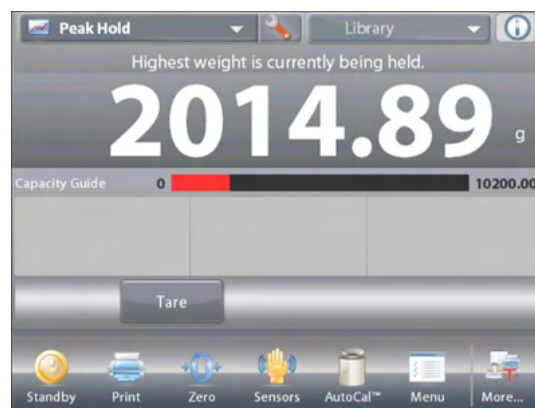 Peak Hold
Library
Highest weight is currently being held.
2014.89 g
Capacity Guide 0 10200.00
Tare
Standby Print Zero Sensors AutoCal™ Menu More...